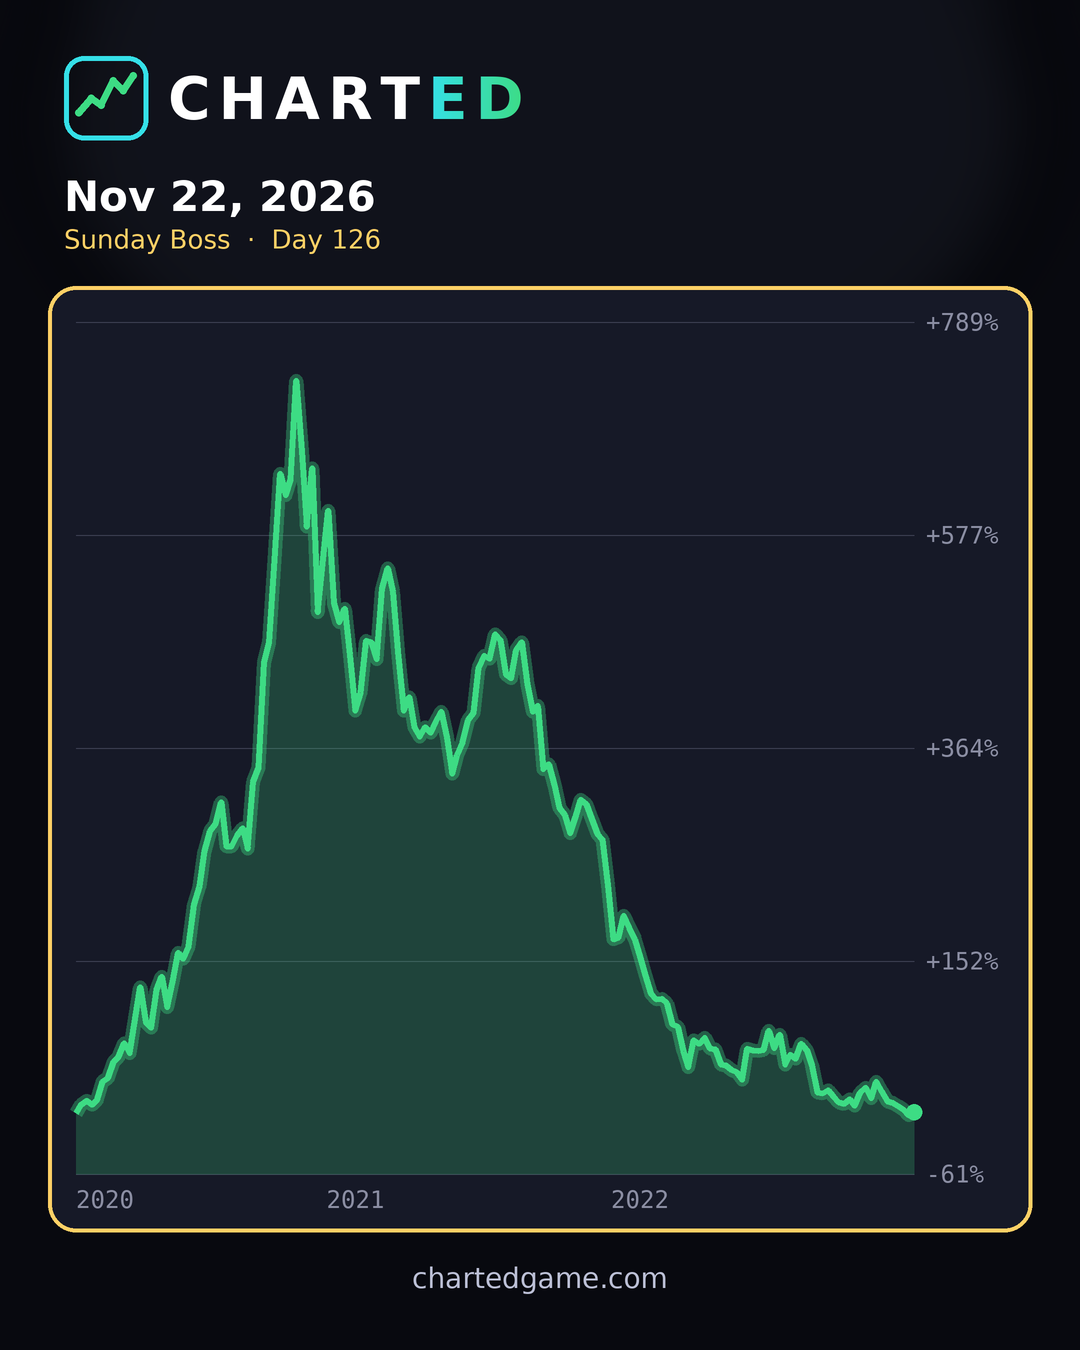 CHARTED
Nov 22, 2026
Sunday Boss · Day 126
+789%
+577%
+364%
+152%
-61%
2020 2021 2022
chartedgame.com